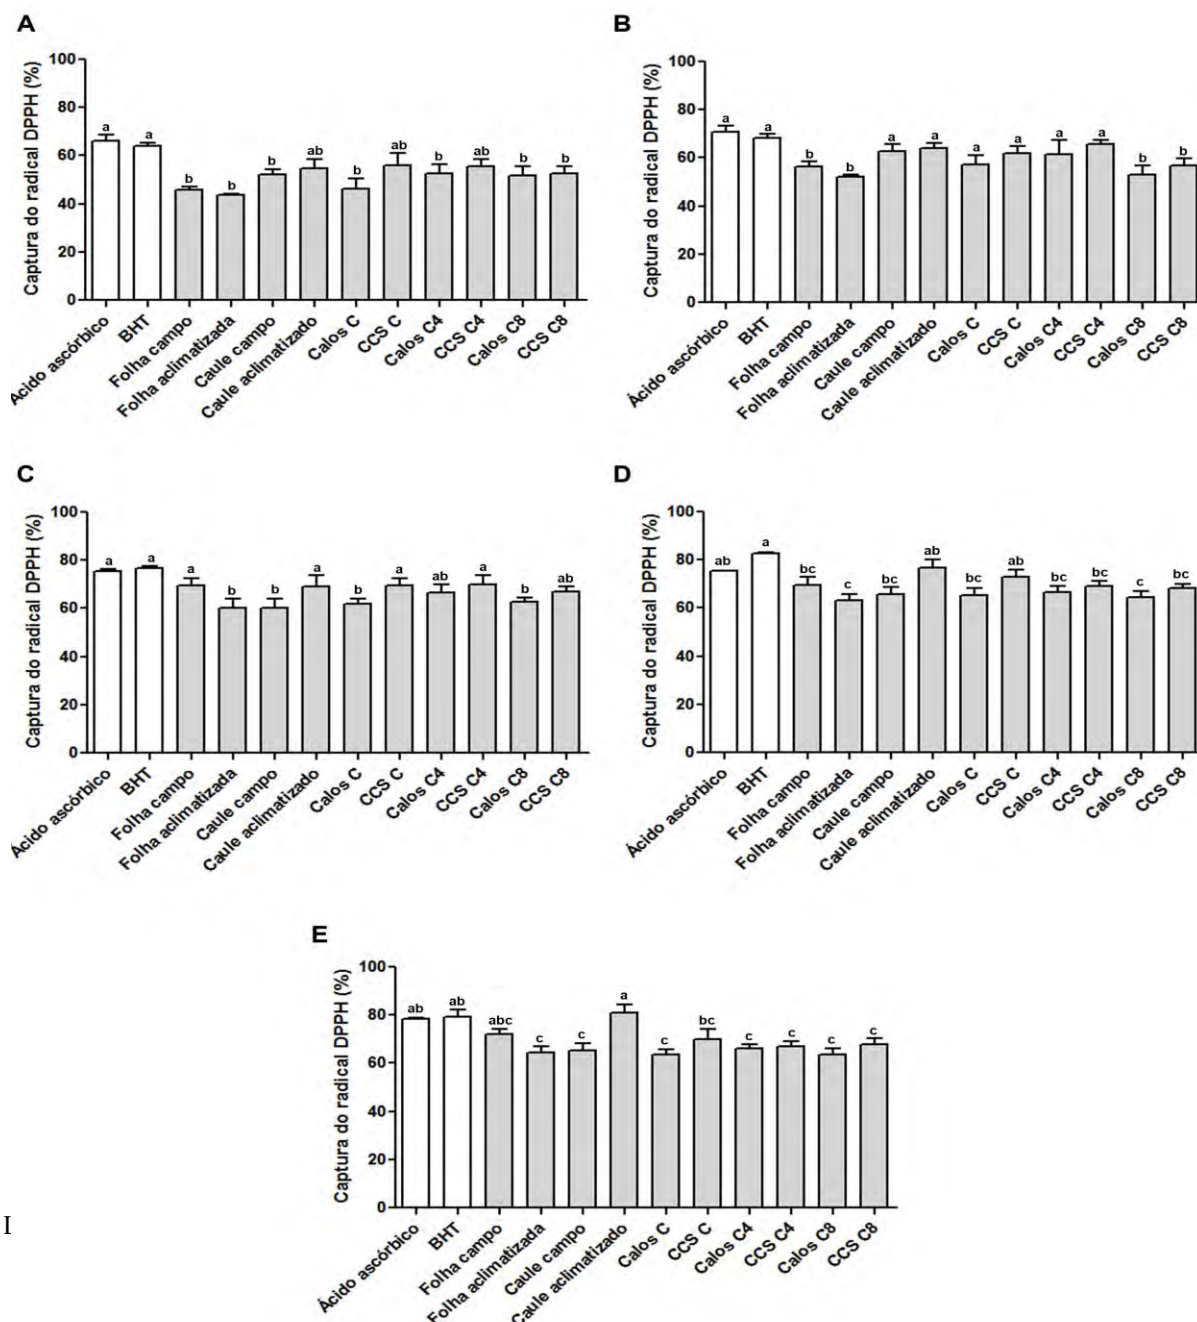 A
Captura do radical DPPH (%)
100
80
60
40
20
0
a
a
b
b
b
ab
b
ab
b
ab
b
b
Ácido ascórbico
BHT
Folha campo
Folha aclimatizada
Caule campo
Caule aclimatizado
Calos C
CCS C
Calos C4
CCS C4
Calos C8
CCS C8
B
Captura do radical DPPH (%)
100
80
60
40
20
0
a
a
b
b
a
a
a
a
a
a
b
b
Ácido ascórbico
BHT
Folha campo
Folha aclimatizada
Caule campo
Caule aclimatizado
Calos C
CCS C
Calos C4
CCS C4
Calos C8
CCS C8
C
Captura do radical DPPH (%)
100
80
60
40
20
0
a
a
a
b
b
a
b
a
ab
a
b
ab
Ácido ascórbico
BHT
Folha campo
Folha aclimatizada
Caule campo
Caule aclimatizado
Calos C
CCS C
Calos C4
CCS C4
Calos C8
CCS C8
D
Captura do radical DPPH (%)
100
80
60
40
20
0
ab
a
bc
c
bc
ab
bc
ab
bc
bc
c
bc
Ácido ascórbico
BHT
Folha campo
Folha aclimatizada
Caule campo
Caule aclimatizado
Calos C
CCS C
Calos C4
CCS C4
Calos C8
CCS C8
E
Captura do radical DPPH (%)
100
80
60
40
20
0
ab
ab
abc
c
c
a
c
bc
c
c
c
c
Ácido ascórbico
BHT
Folha campo
Folha aclimatizada
Caule campo
Caule aclimatizado
Calos C
CCS C
Calos C4
CCS C4
Calos C8
CCS C8
I